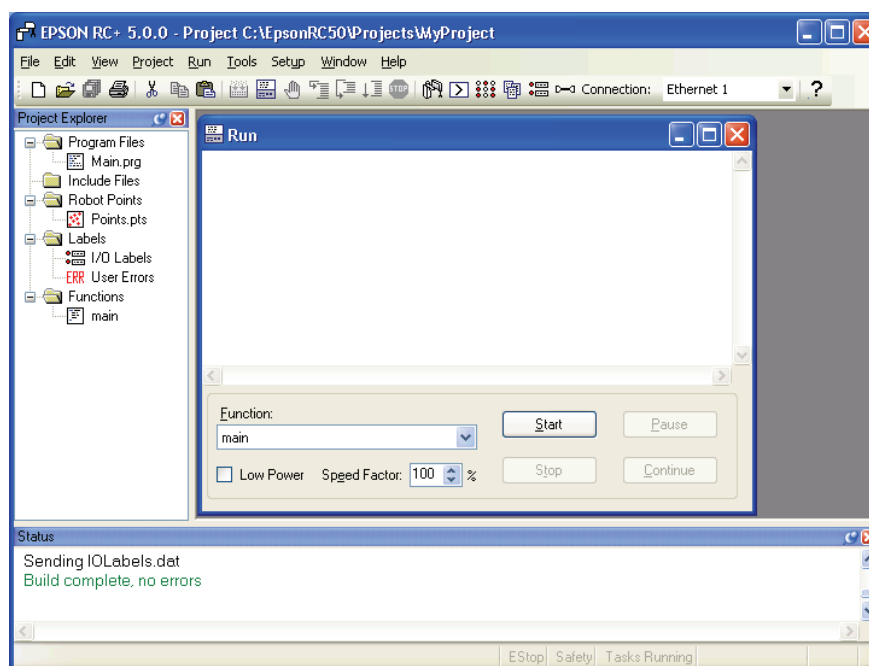 EPSON RC+ 5.0.0 - Project C:\EpsonRC50\Projects\MyProject
File Edit View Project Run Tools Setup Window Help
STOP Connection: Ethernet 1 ?
Project Explorer
Program Files
Main.prg
Include Files
Robot Points
Points.pts
Labels
I/O Labels
ERR User Errors
Functions
main
Run
Function:
main
Start
Pause
Low Power Speed Factor: 100 %
Stop
Continue
Status
Sending IOLabels.dat
Build complete, no errors
EStop Safety Tasks Running